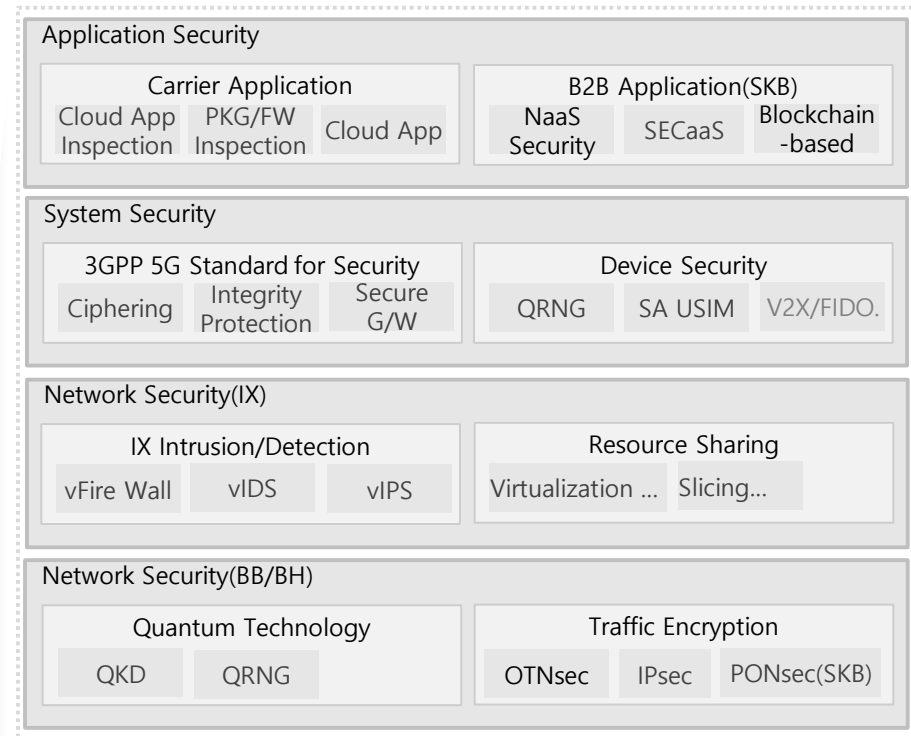 Application Security
Carrier Application
Cloud App
Inspection
PKG/FW
Inspection
Cloud App
B2B Application(SKB)
NaaS
Security
SECaaS
Blockchain
-based
System Security
3GPP 5G Standard for Security
Ciphering
Integrity
Protection
Secure
G/W
Device Security
QRNG
SA USIM
V2X/FIDO.
Network Security(IX)
IX Intrusion/Detection
vFire Wall
vIDS
vIPS
Resource Sharing
Virtualization ...
Slicing...
Network Security(BB/BH)
Quantum Technology
QKD
QRNG
Traffic Encryption
OTNsec
IPsec
PONsec(SKB)